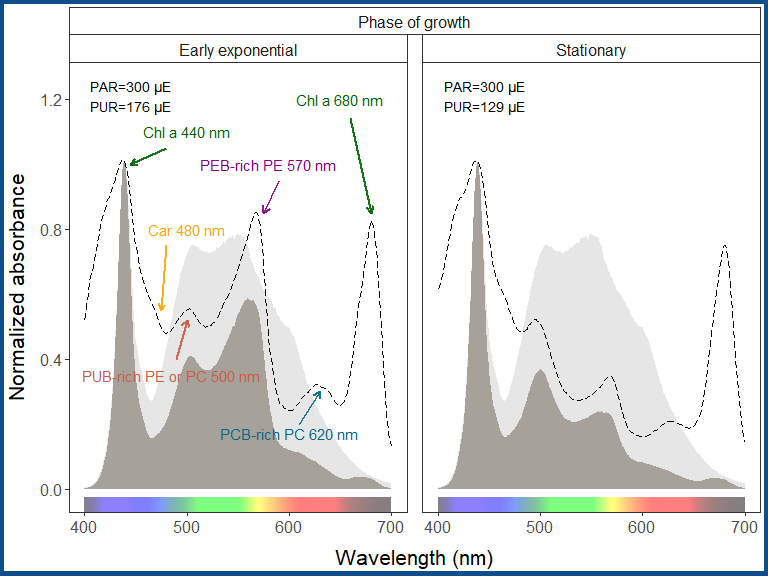 Phase of growth
Early exponential
Stationary
PAR=300 µE
PUR=176 µE
Chl a 680 nm
Chl a 440 nm
PEB-rich PE 570 nm
Car 480 nm
PUB-rich PE or PC 500 nm
PCB-rich PC 620 nm
PAR=300 µE
PUR=129 µE
Normalized absorbance
1.2
0.8
0.4
0.0
400 500 600 700
400 500 600 700
Wavelength (nm)